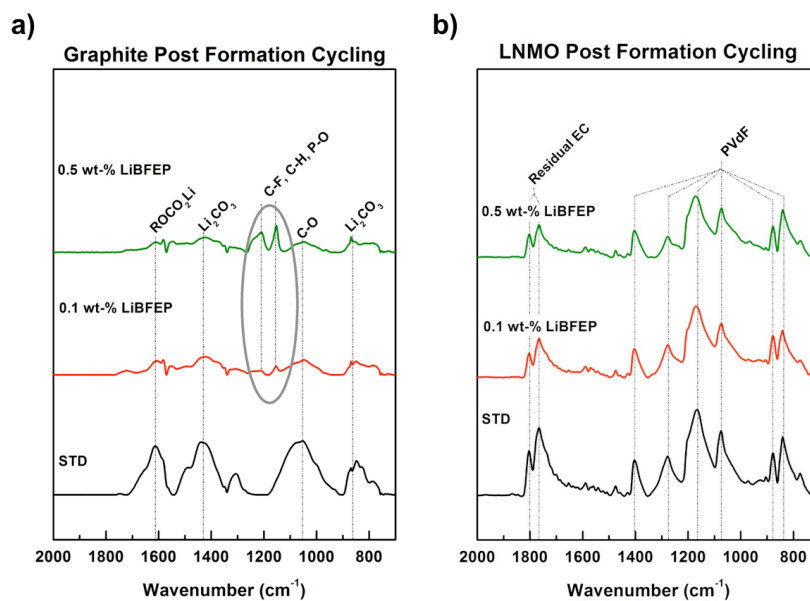 a)
Graphite Post Formation Cycling
0.5 wt-% LiBFEP
ROCO₂Li
Li₂CO₃
C-F, C-H, P-O
C-O
Li₂CO₃
0.1 wt-% LiBFEP
STD
2000 1800 1600 1400 1200 1000 800
Wavenumber (cm⁻¹)
b)
LNMO Post Formation Cycling
Residual EC
PVdF
0.5 wt-% LiBFEP
0.1 wt-% LiBFEP
STD
2000 1800 1600 1400 1200 1000 800
Wavenumber (cm⁻¹)